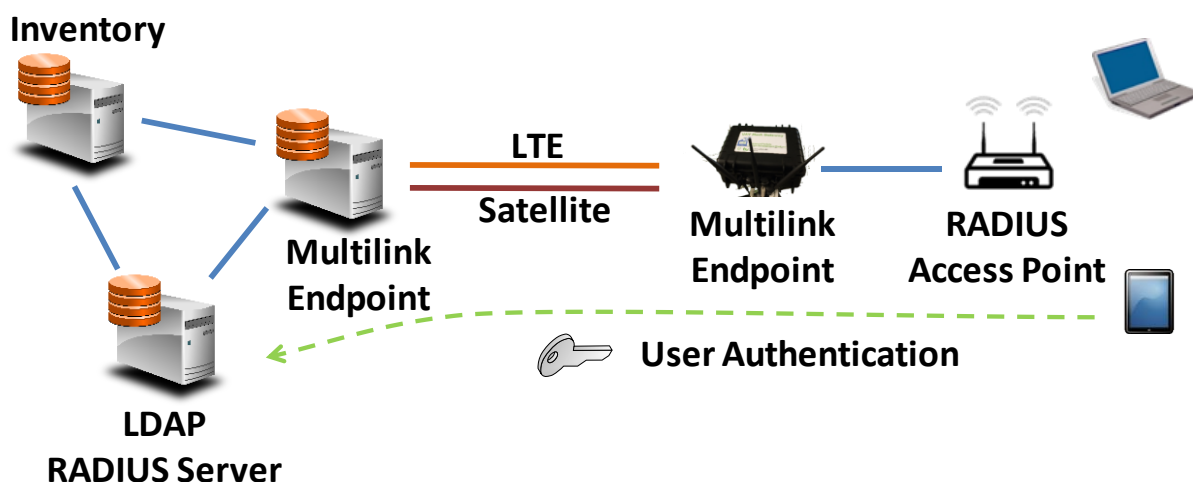 Inventory
LTE
Satellite
Multilink
Endpoint
Multilink
Endpoint
RADIUS
Access Point
User Authentication
LDAP
RADIUS Server